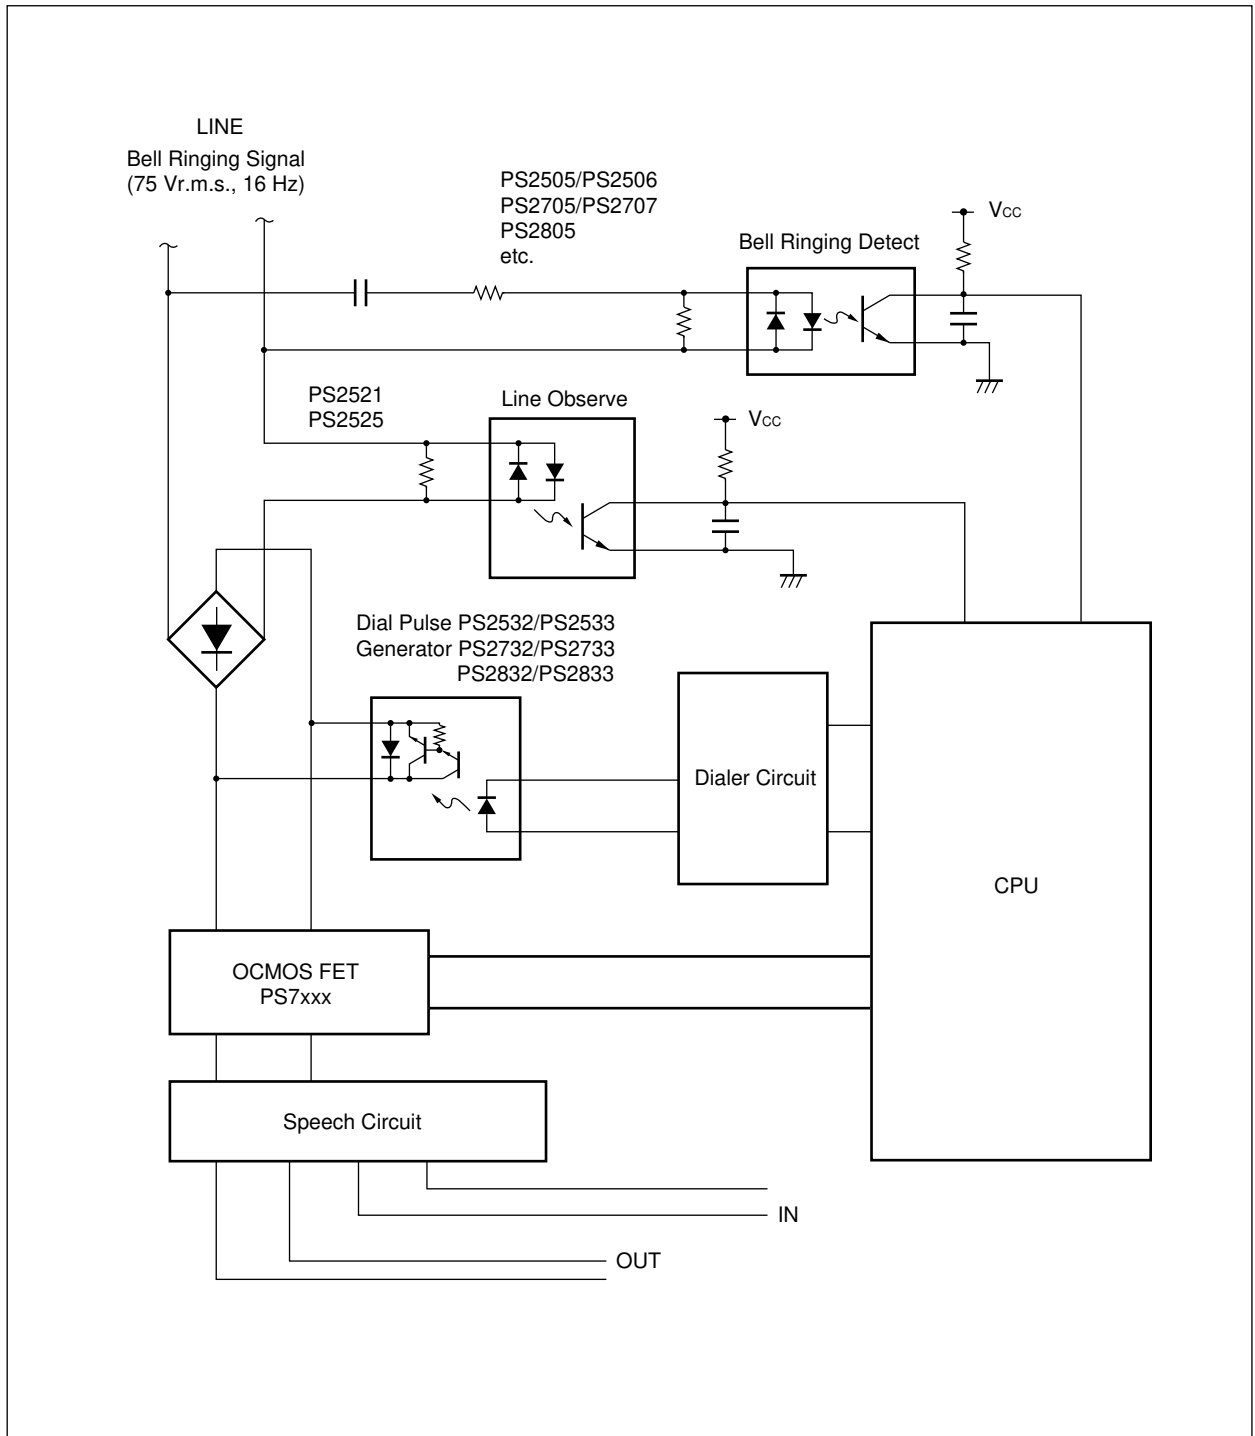 LINE
Bell Ringing Signal
(75 Vr.m.s., 16 Hz)
PS2505/PS2506
PS2705/PS2707
PS2805
etc.
Bell Ringing Detect
VCC
PS2521
PS2525
Line Observe
VCC
Dial Pulse PS2532/PS2533
Generator PS2732/PS2733
PS2832/PS2833
Dialer Circuit
CPU
OCMOS FET
PS7xxx
Speech Circuit
IN
OUT